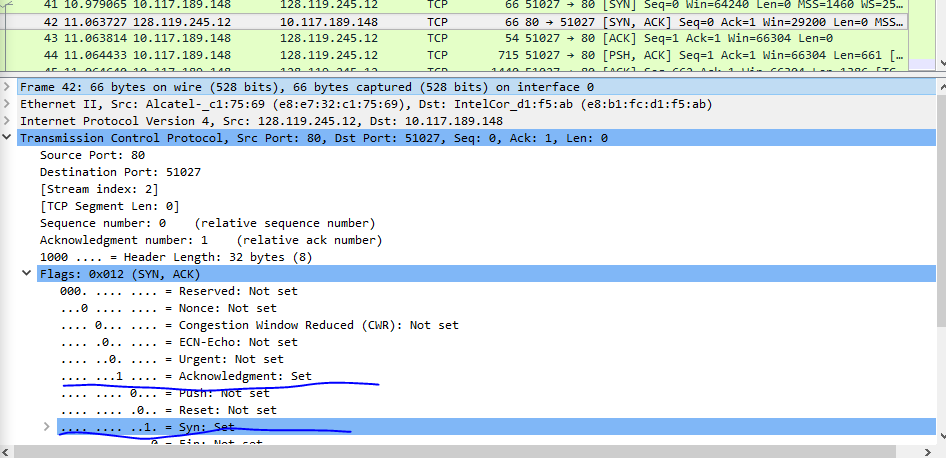 41 10.979065 10.117.189.148 128.119.245.12 TCP 66 51027 → 80 [SYN] Seq=0 Win=64240 Len=0 MSS=1460 WS=25…
42 11.063727 128.119.245.12 10.117.189.148 TCP 66 80 → 51027 [SYN, ACK] Seq=0 Ack=1 Win=29200 Len=0 MSS…
43 11.063814 10.117.189.148 128.119.245.12 TCP 54 51027 → 80 [ACK] Seq=1 Ack=1 Win=66304 Len=0
44 11.064433 10.117.189.148 128.119.245.12 TCP 715 51027 → 80 [PSH, ACK] Seq=1 Ack=1 Win=66304 Len=661 […
Frame 42: 66 bytes on wire (528 bits), 66 bytes captured (528 bits) on interface 0
Ethernet II, Src: Alcatel-_c1:75:69 (e8:e7:32:c1:75:69), Dst: IntelCor_d1:f5:ab (e8:b1:fc:d1:f5:ab)
Internet Protocol Version 4, Src: 128.119.245.12, Dst: 10.117.189.148
Transmission Control Protocol, Src Port: 80, Dst Port: 51027, Seq: 0, Ack: 1, Len: 0
Source Port: 80
Destination Port: 51027
[Stream index: 2]
[TCP Segment Len: 0]
Sequence number: 0    (relative sequence number)
Acknowledgment number: 1    (relative ack number)
1000 .... = Header Length: 32 bytes (8)
Flags: 0x012 (SYN, ACK)
000. .... .... = Reserved: Not set
...0 .... .... = Nonce: Not set
.... 0... .... = Congestion Window Reduced (CWR): Not set
.... .0.. .... = ECN-Echo: Not set
.... ..0. .... = Urgent: Not set
.... ...1 .... = Acknowledgment: Set
.... .... 0... = Push: Not set
.... .... .0.. = Reset: Not set
.... .... ..1. = Syn: Set
0 = Fin: Not set